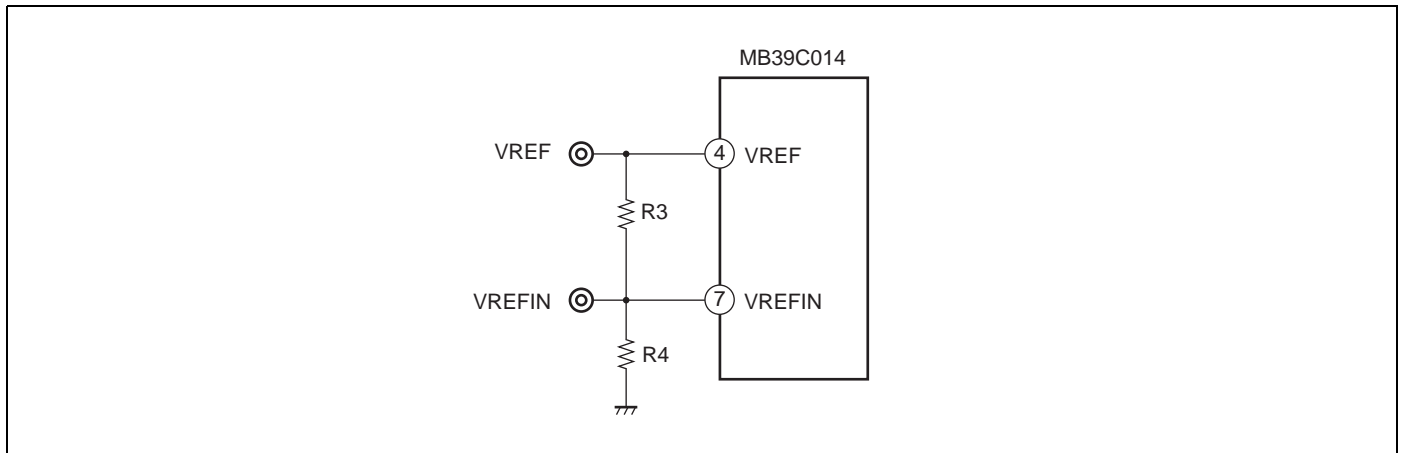 MB39C014
VREF 4 VREF
R3
VREFIN 7 VREFIN
R4